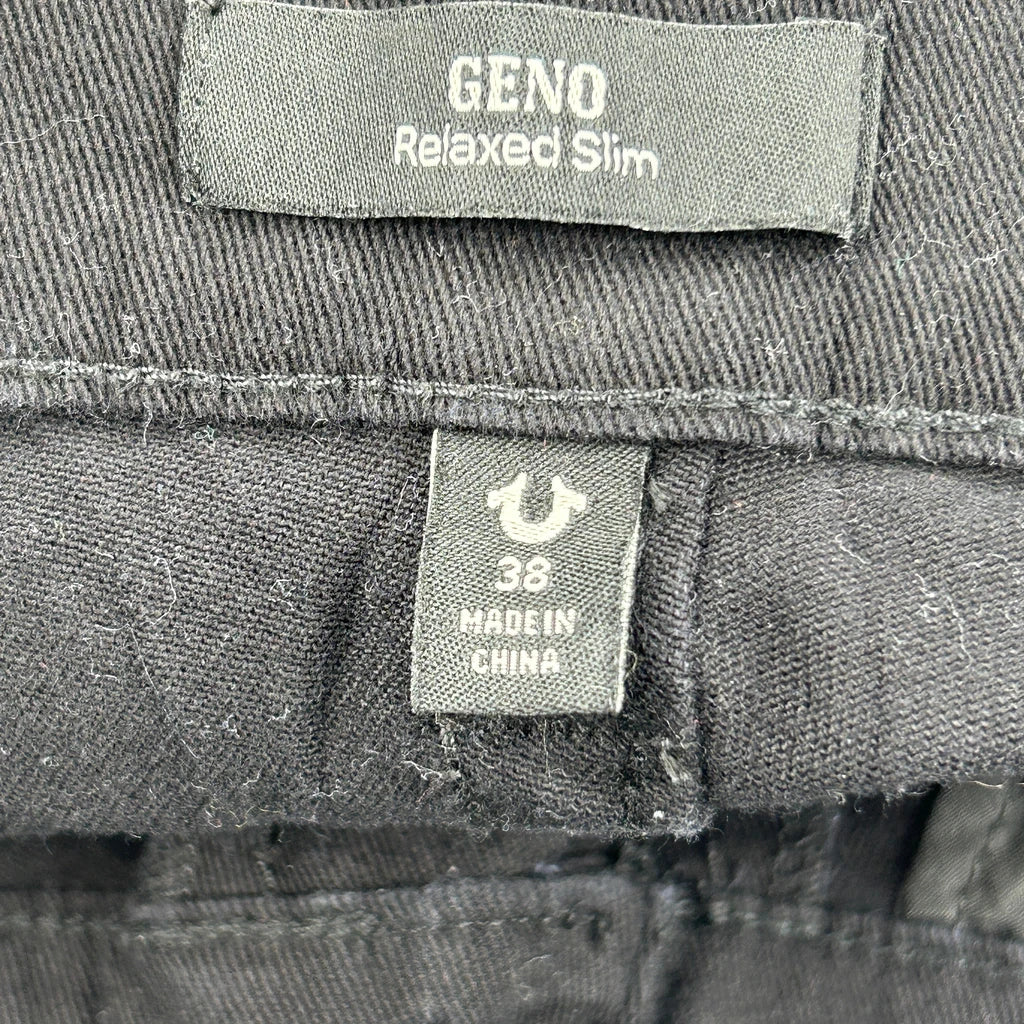 GENO
Relaxed Slim
38
MADE IN
CHINA